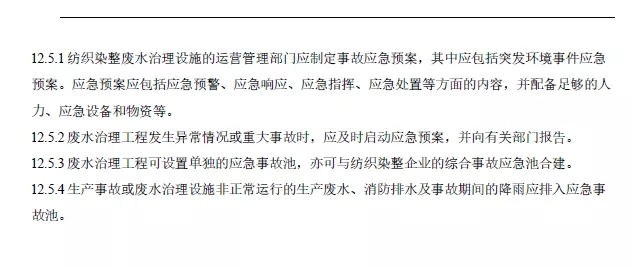 12.5.1 纺织染整废水治理设施的运营管理部门应制定事故应急预案，其中应包括突发环境事件应急
预案。应急预案应包括应急预警、应急响应、应急指挥、应急处置等方面的内容，并配备足够的人
力、应急设备和物资等。
12.5.2 废水治理工程发生异常情况或重大事故时，应及时启动应急预案，并向有关部门报告。
12.5.3 废水治理工程可设置单独的应急事故池，亦可与纺织染整企业的综合事故应急池合建。
12.5.4 生产事故或废水治理设施非正常运行的生产废水、消防排水及事故期间的降雨应排入应急事
故池。